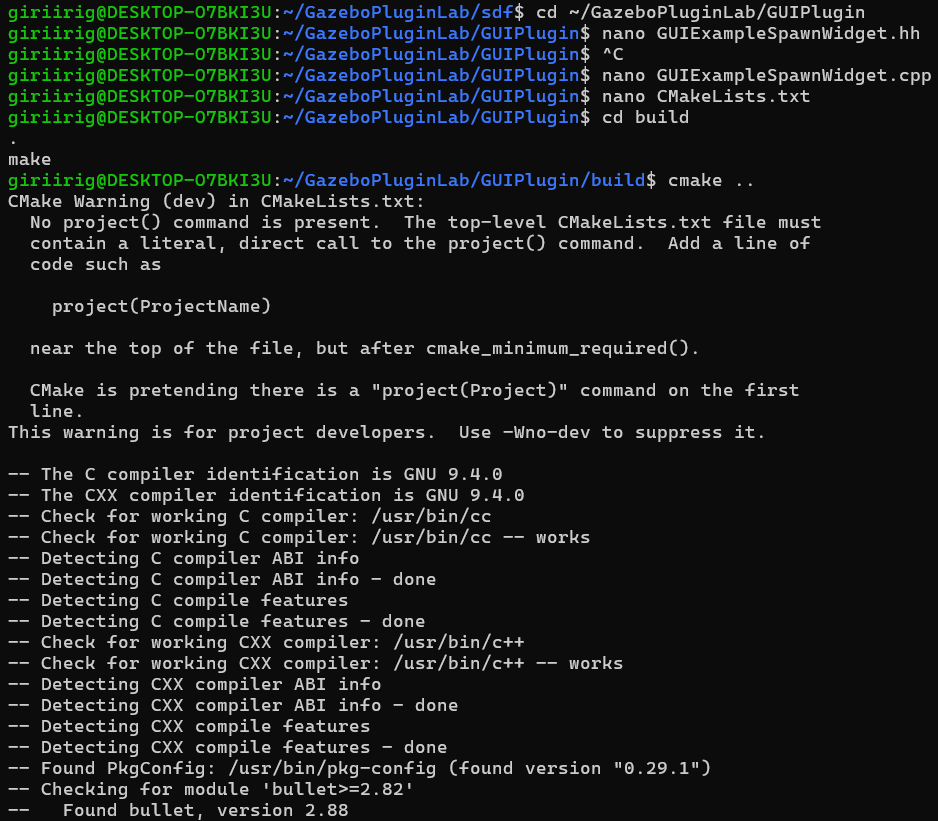 giriirig@DESKTOP-O7BKI3U:~/GazeboPluginLab/sdf$ cd ~/GazeboPluginLab/GUIPlugin
giriirig@DESKTOP-O7BKI3U:~/GazeboPluginLab/GUIPlugin$ nano GUIExampleSpawnWidget.hh
giriirig@DESKTOP-O7BKI3U:~/GazeboPluginLab/GUIPlugin$ ^C
giriirig@DESKTOP-O7BKI3U:~/GazeboPluginLab/GUIPlugin$ nano GUIExampleSpawnWidget.cpp
giriirig@DESKTOP-O7BKI3U:~/GazeboPluginLab/GUIPlugin$ nano CMakeLists.txt
giriirig@DESKTOP-O7BKI3U:~/GazeboPluginLab/GUIPlugin$ cd build
.
make
giriirig@DESKTOP-O7BKI3U:~/GazeboPluginLab/GUIPlugin/build$ cmake ..
CMake Warning (dev) in CMakeLists.txt:
  No project() command is present.  The top-level CMakeLists.txt file must
  contain a literal, direct call to the project() command.  Add a line of
  code such as

    project(ProjectName)

  near the top of the file, but after cmake_minimum_required().

  CMake is pretending there is a "project(Project)" command on the first
  line.
This warning is for project developers.  Use -Wno-dev to suppress it.

-- The C compiler identification is GNU 9.4.0
-- The CXX compiler identification is GNU 9.4.0
-- Check for working C compiler: /usr/bin/cc
-- Check for working C compiler: /usr/bin/cc -- works
-- Detecting C compiler ABI info
-- Detecting C compiler ABI info - done
-- Detecting C compile features
-- Detecting C compile features - done
-- Check for working CXX compiler: /usr/bin/c++
-- Check for working CXX compiler: /usr/bin/c++ -- works
-- Detecting CXX compiler ABI info
-- Detecting CXX compiler ABI info - done
-- Detecting CXX compile features
-- Detecting CXX compile features - done
-- Found PkgConfig: /usr/bin/pkg-config (found version "0.29.1")
-- Checking for module 'bullet>=2.82'
--   Found bullet, version 2.88